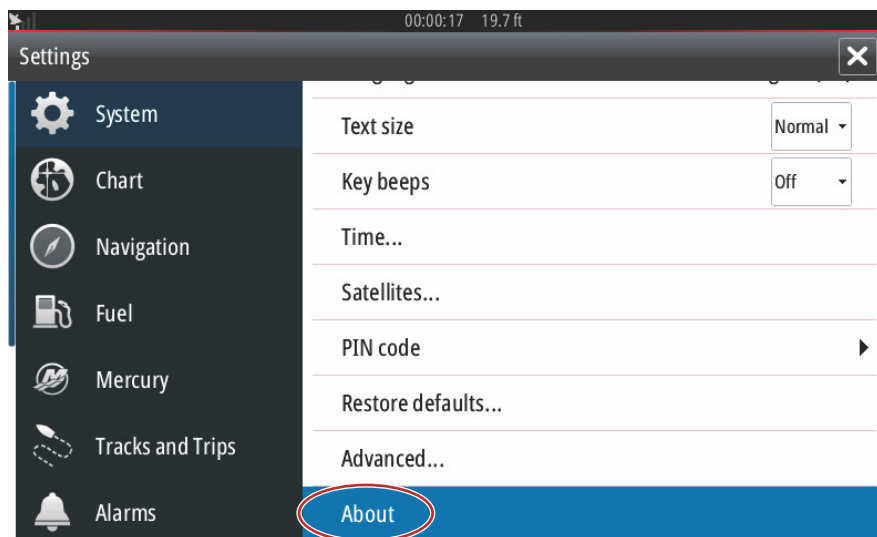 00:00:17 19.7 ft
Settings
System
Chart
Navigation
Fuel
Mercury
Tracks and Trips
Alarms
Text size Normal
Key beeps Off
Time...
Satellites...
PIN code
Restore defaults...
Advanced...
About